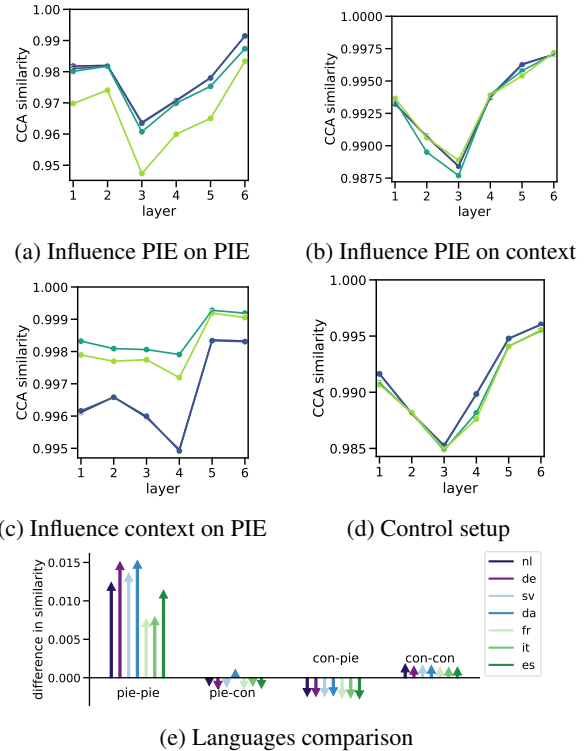 1.00
0.99
0.98
0.97
0.96
0.95
CCA similarity
1 2 3 4 5 6
layer
(a) Influence PIE on PIE
1.0000
0.9975
0.9950
0.9925
0.9900
0.9875
CCA similarity
1 2 3 4 5 6
layer
(b) Influence PIE on context
1.000
0.999
0.998
0.997
0.996
0.995
CCA similarity
1 2 3 4 5 6
layer
(c) Influence context on PIE
1.000
0.995
0.990
0.985
CCA similarity
1 2 3 4 5 6
layer
(d) Control setup
0.015
0.010
0.005
0.000
difference in similarity
pie-pie
pie-con
con-pie
con-con
nl
de
sv
da
fr
it
es
(e) Languages comparison